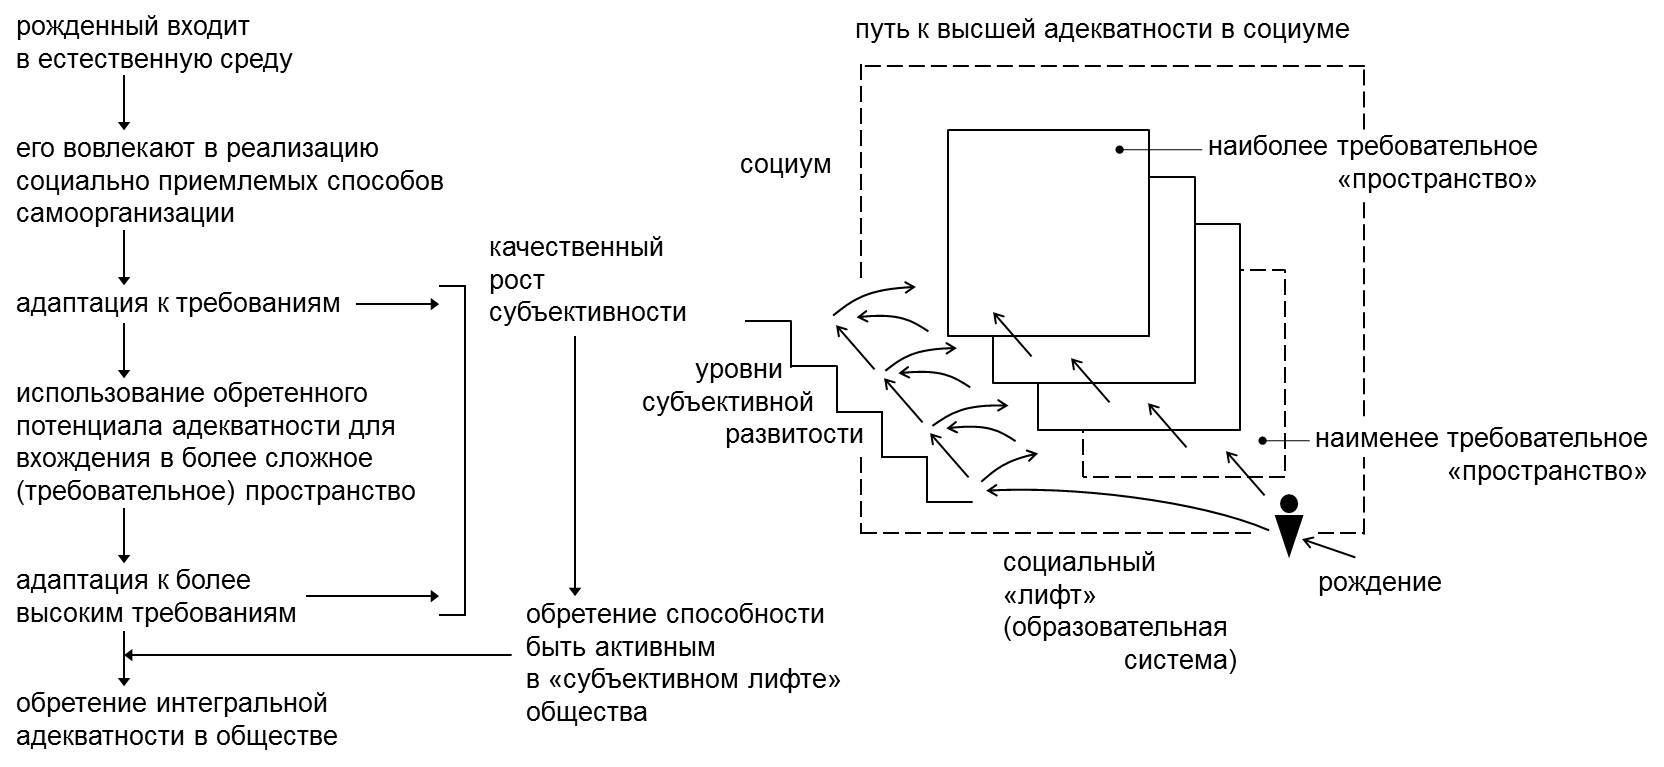 рожденный входит
в естественную среду
его вовлекают в реализацию
социально приемлемых способов
самоорганизации
адаптация к требованиям
использование обретенного
потенциала адекватности для
вхождения в более сложное
(требовательное) пространство
адаптация к более
высоким требованиям
обретение интегральной
адекватности в обществе
качественный
рост
субъективности
обретение способности
быть активным
в «субъективном лифте»
общества
путь к высшей адекватности в социуме
социум
наиболее требовательное
«пространство»
уровни
субъективной
развитости
наименее требовательное
«пространство»
социальный
«лифт»
(образовательная
система)
рождение